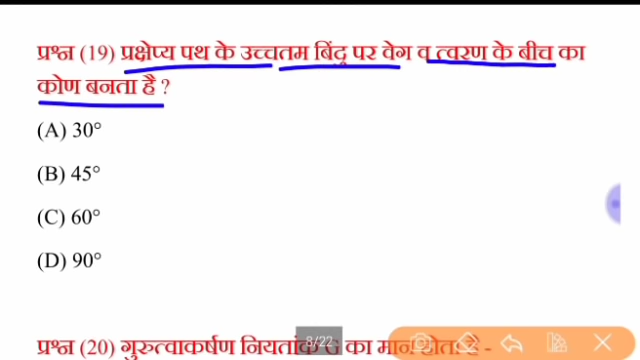 प्रश्न (19) प्रक्षेप्य पथ के उच्चतम बिंदु पर वेग व त्वरण के बीच का
कोण बनता है ?
(A) 30°
(B) 45°
(C) 60°
(D) 90°
प्रश्न (20) गुरुत्वाकर्षण नियतांक G का मान होता है -
8/22